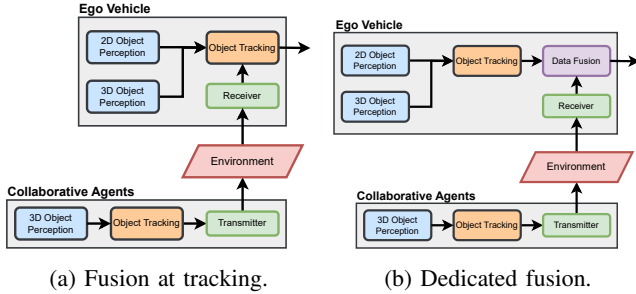 Ego Vehicle
2D Object
Perception
Object Tracking
3D Object
Perception
Receiver
Environment
Collaborative Agents
3D Object
Perception
Object Tracking
Transmitter
(a) Fusion at tracking.
Ego Vehicle
2D Object
Perception
Object Tracking
Data Fusion
3D Object
Perception
Receiver
Environment
Collaborative Agents
3D Object
Perception
Object Tracking
Transmitter
(b) Dedicated fusion.